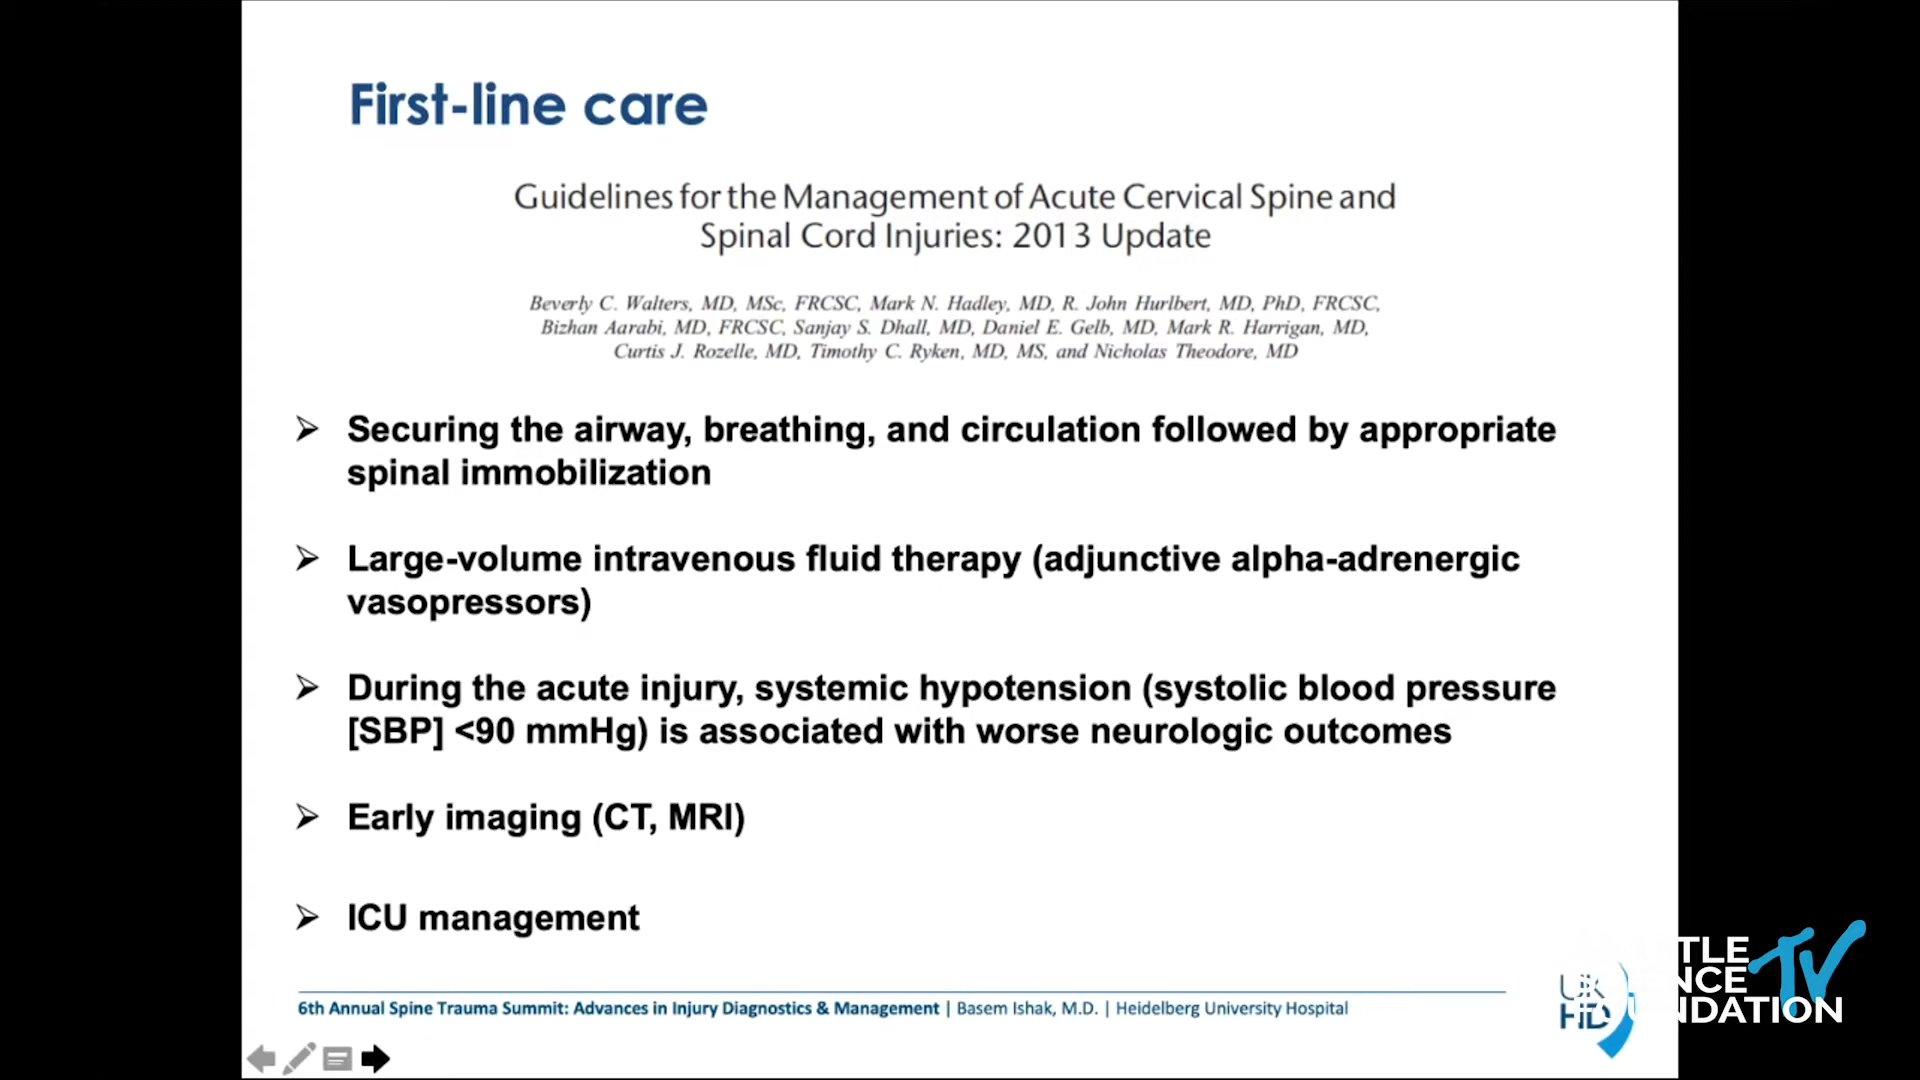 First-line care
Guidelines for the Management of Acute Cervical Spine and
Spinal Cord Injuries: 2013 Update
Beverly C. Walters, MD, MSc, FRCSC, Mark N. Hadley, MD, R. John Hurlbert, MD, PhD, FRCSC,
Bizhan Aarabi, MD, FRCSC, Sanjay S. Dhall, MD, Daniel E. Gelb, MD, Mark R. Harrigan, MD,
Curtis J. Rozelle, MD, Timothy C. Ryken, MD, MS, and Nicholas Theodore, MD
➢ Securing the airway, breathing, and circulation followed by appropriate
spinal immobilization
➢ Large-volume intravenous fluid therapy (adjunctive alpha-adrenergic
vasopressors)
➢ During the acute injury, systemic hypotension (systolic blood pressure
[SBP] <90 mmHg) is associated with worse neurologic outcomes
➢ Early imaging (CT, MRI)
➢ ICU management
6th Annual Spine Trauma Summit: Advances in Injury Diagnostics & Management | Basem Ishak, M.D. | Heidelberg University Hospital
TV